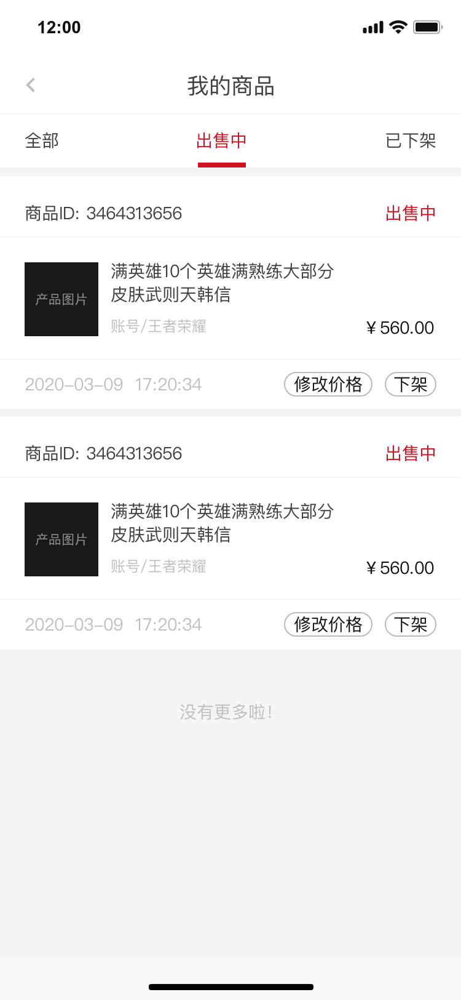 12:00
我的商品
全部 出售中 已下架
商品ID: 3464313656 出售中
产品图片
满英雄10个英雄满熟练大部分
皮肤武则天韩信
账号/王者荣耀
¥ 560.00
2020-03-09 17:20:34 修改价格 下架
商品ID: 3464313656 出售中
产品图片
满英雄10个英雄满熟练大部分
皮肤武则天韩信
账号/王者荣耀
¥ 560.00
2020-03-09 17:20:34 修改价格 下架
没有更多啦!